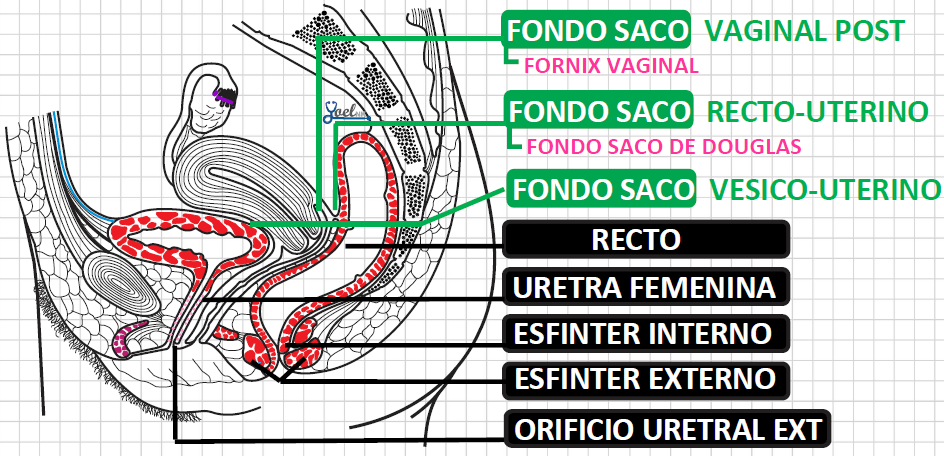 FONDO SACO VAGINAL POST
FORNIX VAGINAL
FONDO SACO RECTO-UTERINO
FONDO SACO DE DOUGLAS
FONDO SACO VESICO-UTERINO
RECTO
URETRA FEMENINA
ESFINTER INTERNO
ESFINTER EXTERNO
ORIFICIO URETRAL EXT